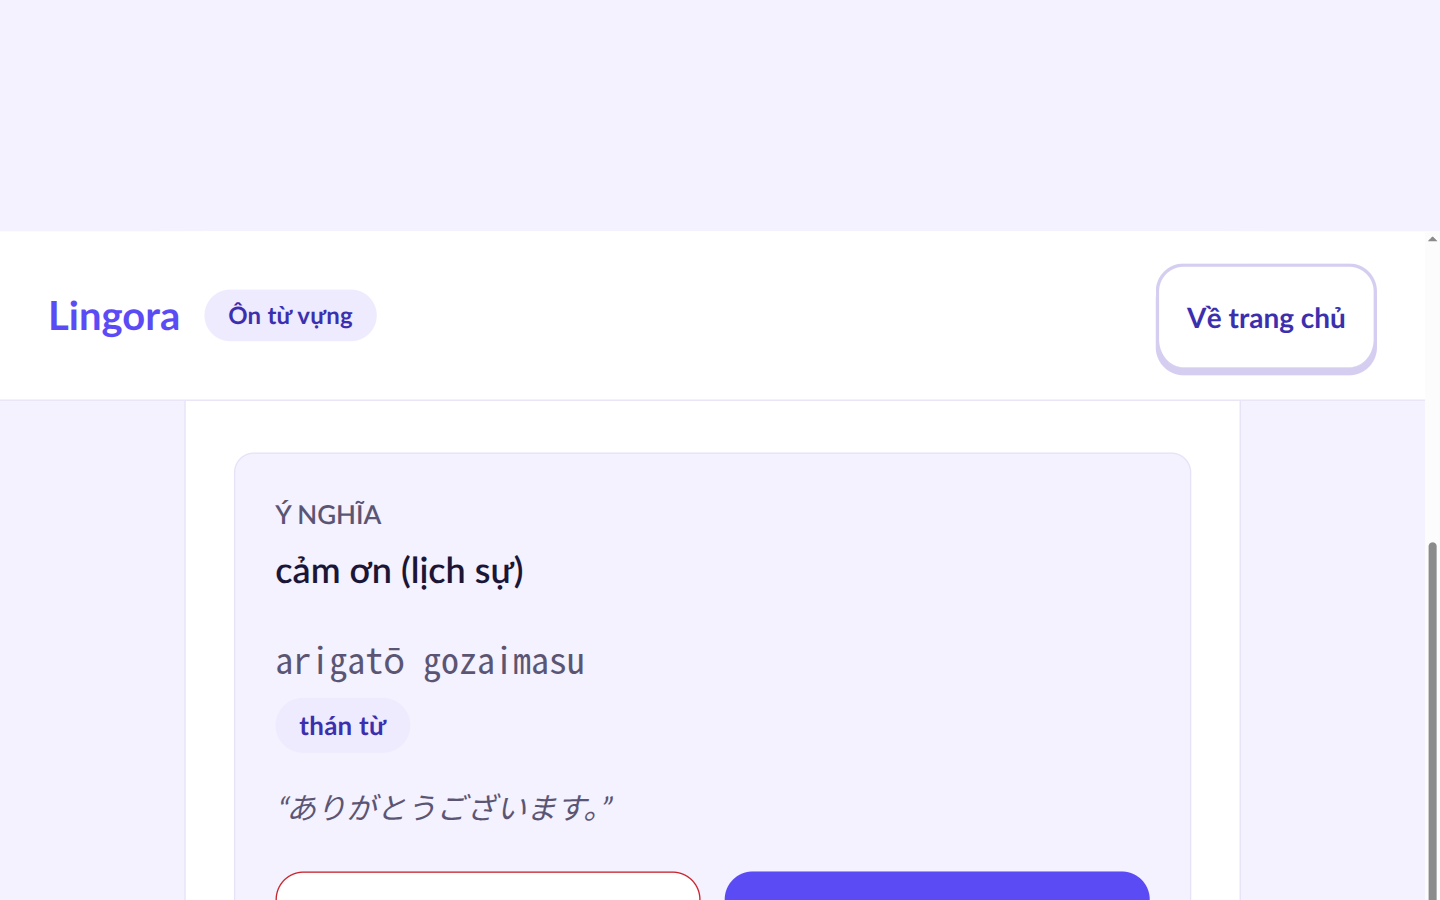 Lingora
Ôn từ vựng
Về trang chủ
Ý NGHĨA
cảm ơn (lịch sự)
arigatō gozaimasu
thán từ
“ありがとうございます。”